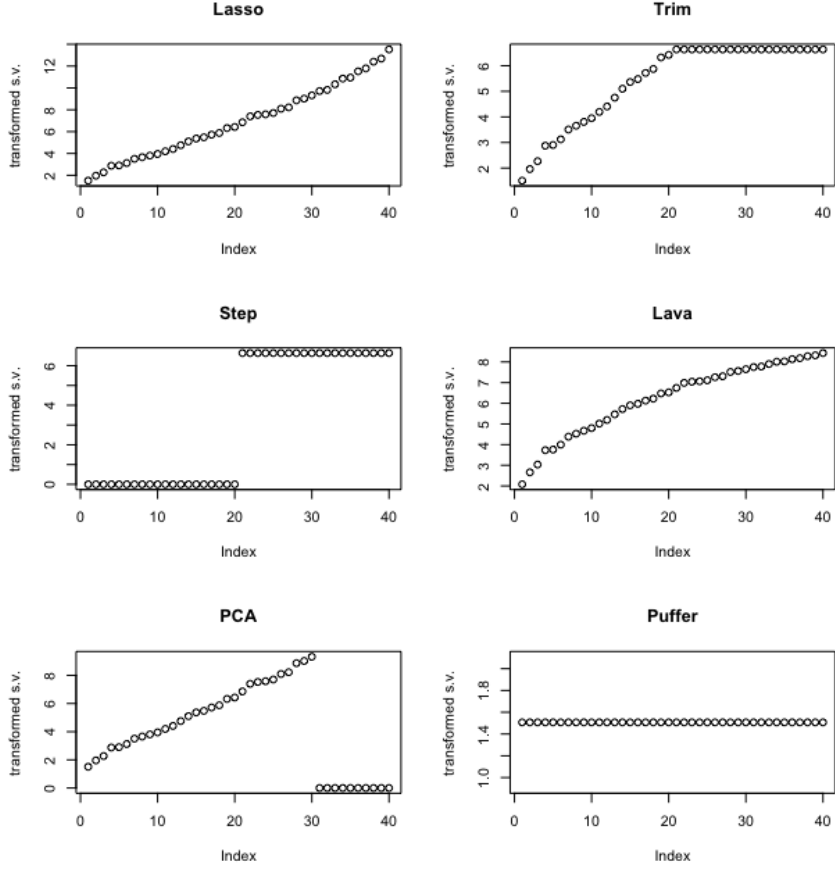 Lasso
transformed s.v.
2 4 6 8 12
0 10 20 30 40
Index
Trim
transformed s.v.
2 3 4 5 6
0 10 20 30 40
Index
Step
transformed s.v.
0 2 4 6
0 10 20 30 40
Index
Lava
transformed s.v.
2 3 4 5 6 7 8
0 10 20 30 40
Index
PCA
transformed s.v.
0 2 4 6 8
0 10 20 30 40
Index
Puffer
transformed s.v.
1.0 1.4 1.8
0 10 20 30 40
Index